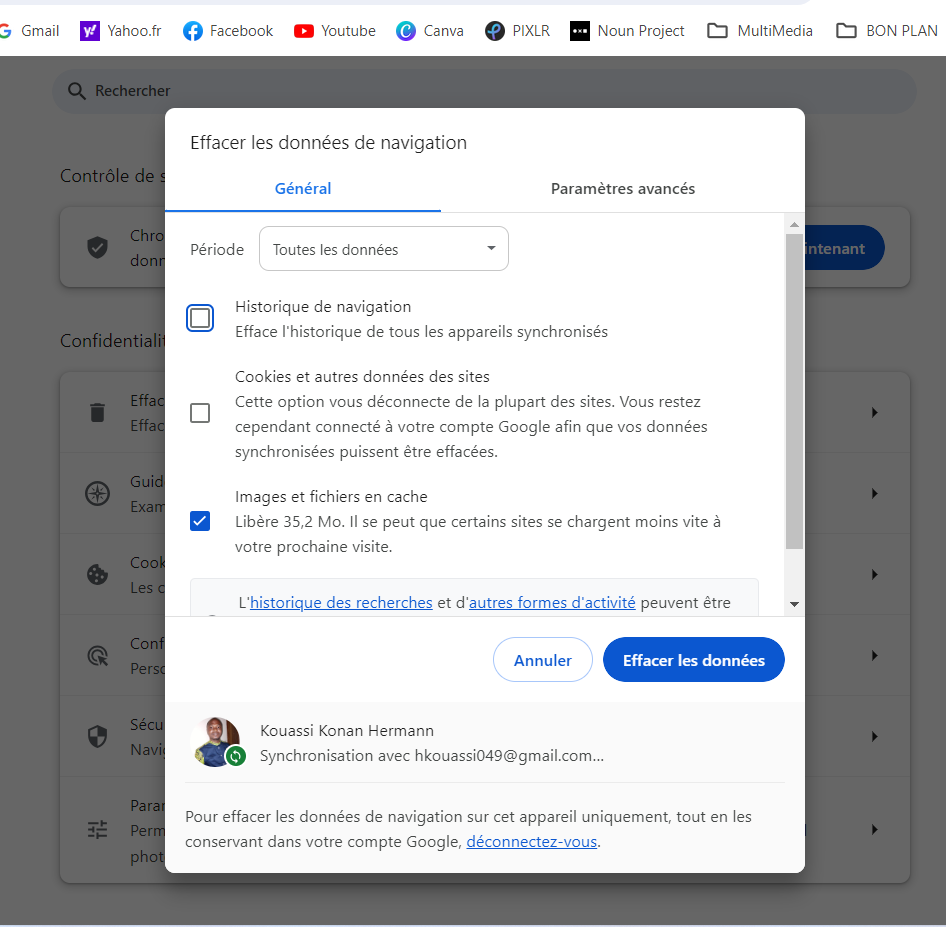 Gmail Yahoo.fr Facebook Youtube Canva PIXLR Noun Project MultiMedia BON PLAN
Rechercher
Contrôle de s
Chro
donn
intenant
Confidentialit
Effac
Effac
Guid
Exam
Cook
Les c
Conf
Perso
Sécu
Navig
Paran
Perm
phot
Effacer les données de navigation
Général Paramètres avancés
Période Toutes les données
Historique de navigation
Efface l'historique de tous les appareils synchronisés
Cookies et autres données des sites
Cette option vous déconnecte de la plupart des sites. Vous restez
cependant connecté à votre compte Google afin que vos données
synchronisées puissent être effacées.
Images et fichiers en cache
Libère 35,2 Mo. Il se peut que certains sites se chargent moins vite à
votre prochaine visite.
L'historique des recherches et d'autres formes d'activité peuvent être
Annuler Effacer les données
Kouassi Konan Hermann
Synchronisation avec hkouassi049@gmail.com...
Pour effacer les données de navigation sur cet appareil uniquement, tout en les
conservant dans votre compte Google, déconnectez-vous.